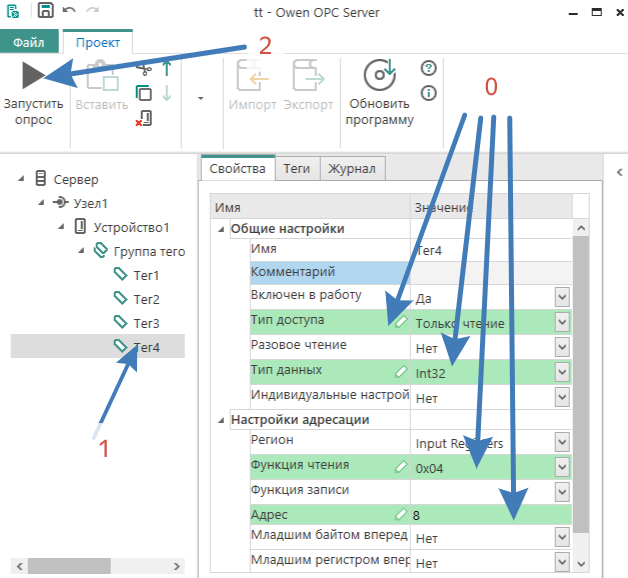 tt - Owen OPC Server
Файл
Проект
2
Запустить
опрос
Вставить
Импорт
Экспорт
Обновить
программу
0
Сервер
Узел1
Устройство1
Группа тего
Тег1
Тег2
Тег3
Тег4
1
Свойства
Теги
Журнал
Имя Значение
Общие настройки
Имя Тег4
Комментарий
Включен в работу Да
Тип доступа Только чтение
Разовое чтение Нет
Тип данных Int32
Индивидуальные настрой Нет
Настройки адресации
Регион Input Registers
Функция чтения 0x04
Функция записи
Адрес 8
Младшим байтом вперед Нет
Младшим регистром впер Нет